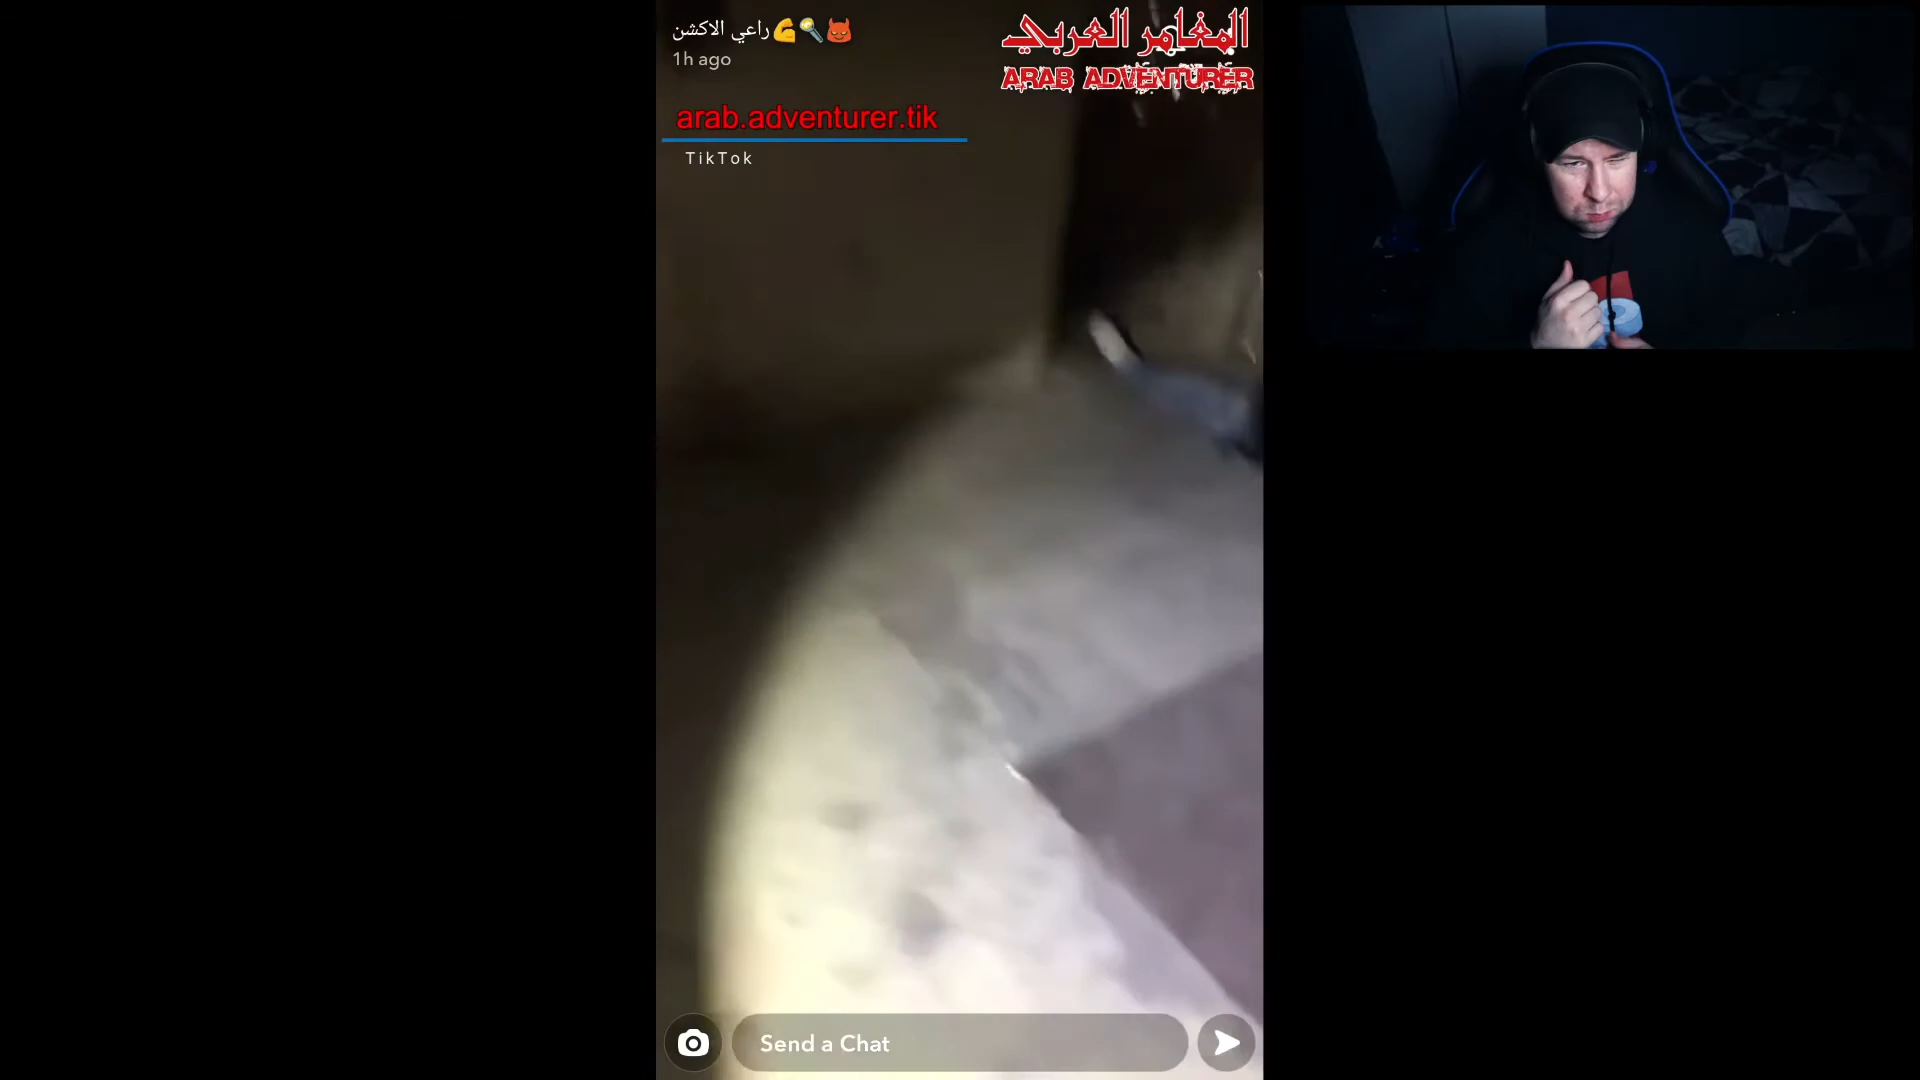 راعي الاكشن💪🔦👿
1h ago
المغامر العربي
ARAB ADVENTURER
arab.adventurer.tik
TikTok
Send a Chat